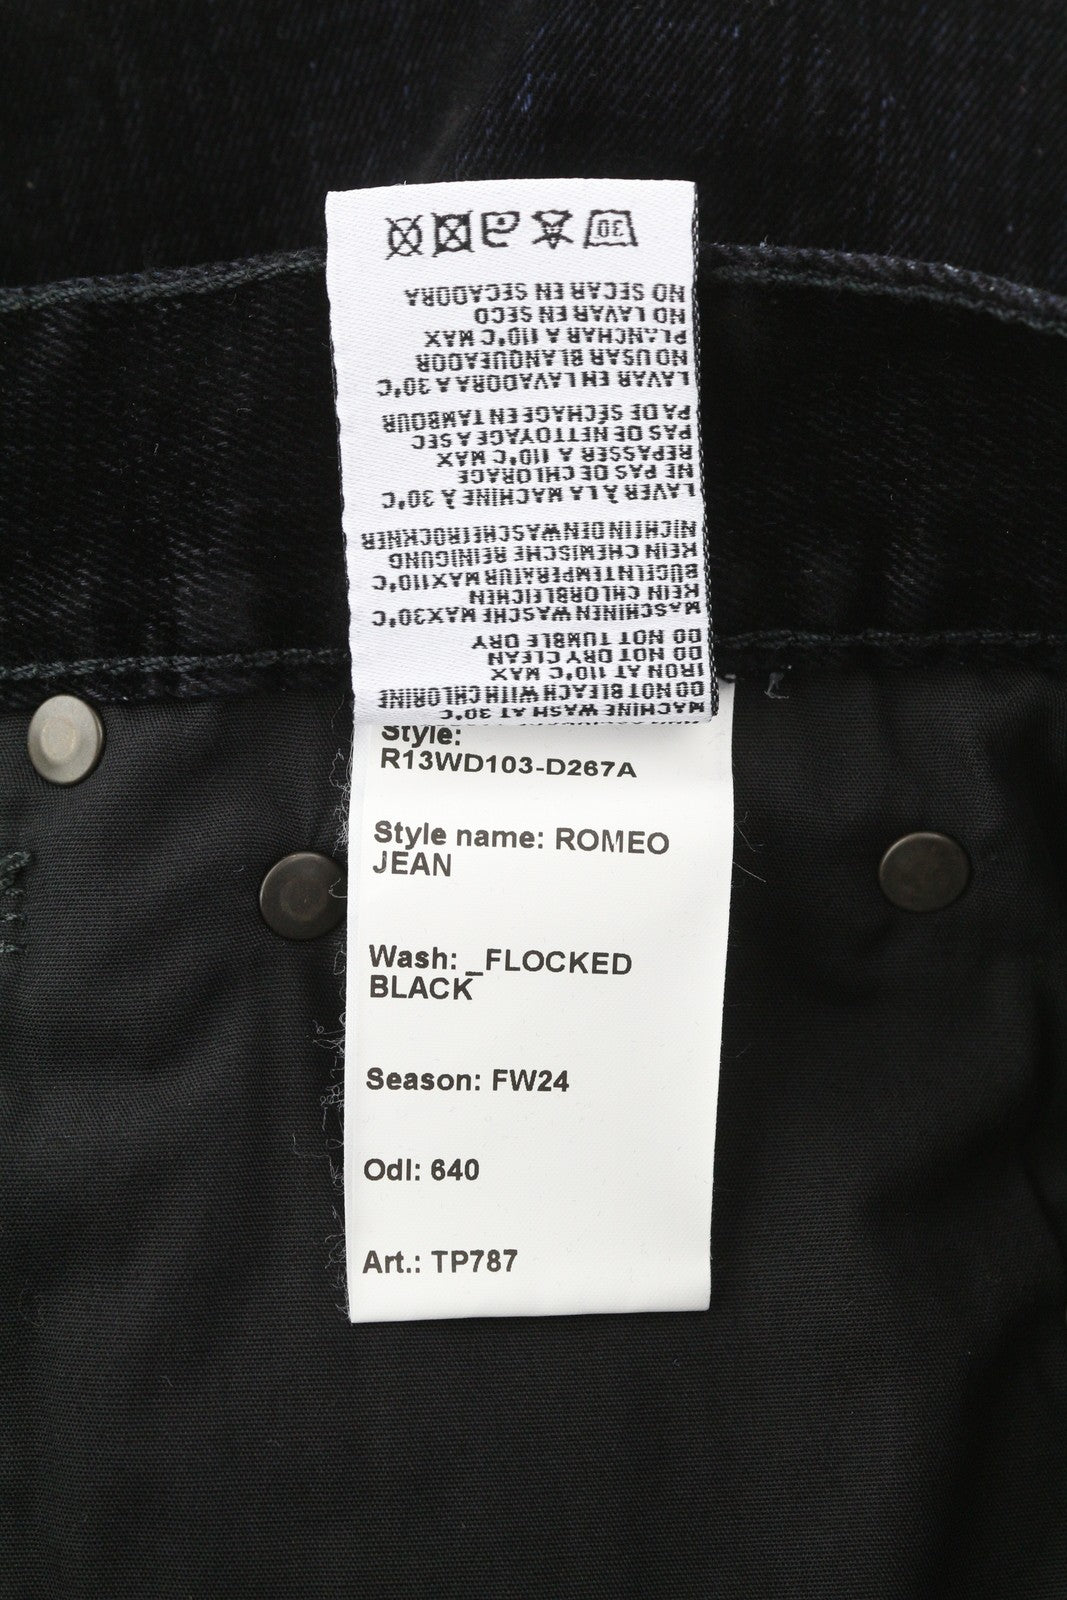 MACHINE WASH AT 30°C
DO NOT BLEACH WITH CHLORINE
IRON AT 110°C MAX
DO NOT DRY CLEAN
DO NOT TUMBLE DRY
MASCHINEN WASCHE MAX30°C
KEIN CHLORBLEICHEN
BUGELNTEMPERATUR MAX110°C
KEIN CHEMISCHE REINIGUNG
NICHT IN DEN WASCHETROCKNER
LAVER À LA MACHINE À 30°C
NE PAS DE CHLORAGE
REPASSER A 110°C MAX
PAS DE NETTOYAGE A SEC
PA DE SÉCHAGE EN TAMBOUR
LAVAR EN LAVADORA A 30°C
NO USAR BLANQUEADOR
PLANCHAR A 110°C MAX
NO LAVAR EN SECO
NO SECAR EN SECADORA
30
Style:
R13WD103-D267A
Style name: ROMEO
JEAN
Wash: _FLOCKED
BLACK
Season: FW24
Odl: 640
Art.: TP787